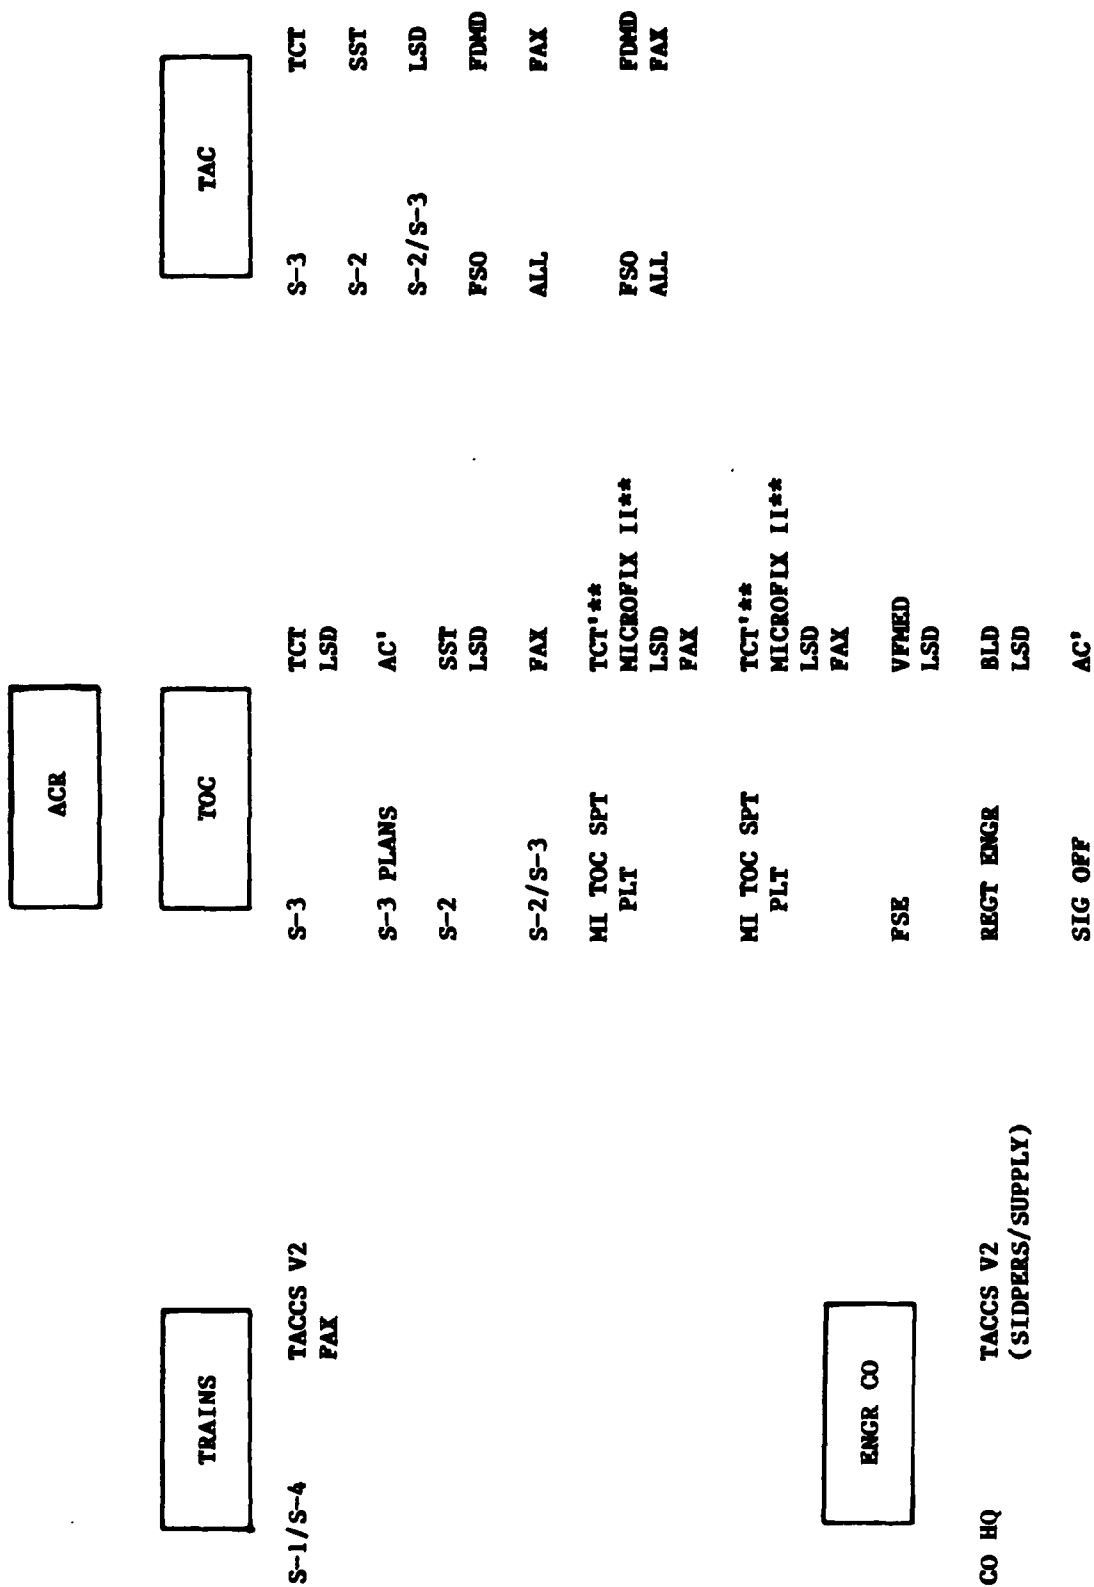 ACR
TRAINS
S-1/S-4 TACCS V2
FAX
ENGR CO
CO HQ TACCS V2
(SIDPERS/SUPPLY)
TOC
S-3 TCT
LSD
S-3 PLANS AC'
S-2 SST
LSD
S-2/S-3 FAX
MI TOC SPT TCT'**
PLT MICROFIX II**
LSD
FAX
MI TOC SPT TCT'**
PLT MICROFIX II**
LSD
FAX
FSE VFMED
LSD
REGT ENGR BLD
LSD
SIG OFF AC'
TAC
S-3 TCT
S-2 SST
S-2/S-3 LSD
FSO FDMD
ALL FAX
FSO FDMD
ALL FAX